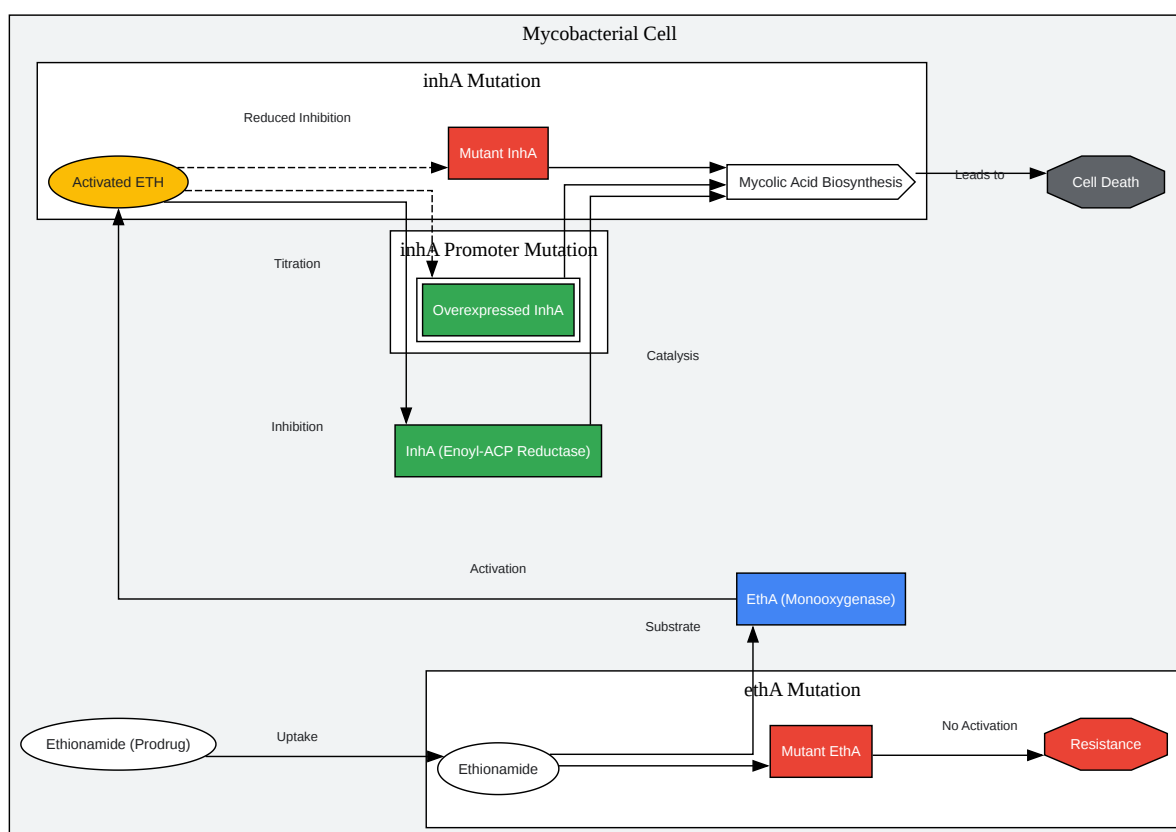 Mycobacterial Cell
inhA Mutation
Reduced Inhibition
Mutant InhA
Activated ETH
Mycolic Acid Biosynthesis
Leads to
Cell Death
inhA Promoter Mutation
Titration
Overexpressed InhA
Catalysis
Inhibition
InhA (Enoyl-ACP Reductase)
Activation
EthA (Monooxygenase)
Substrate
ethA Mutation
Ethionamide (Prodrug)
Uptake
Ethionamide
Mutant EthA
No Activation
Resistance